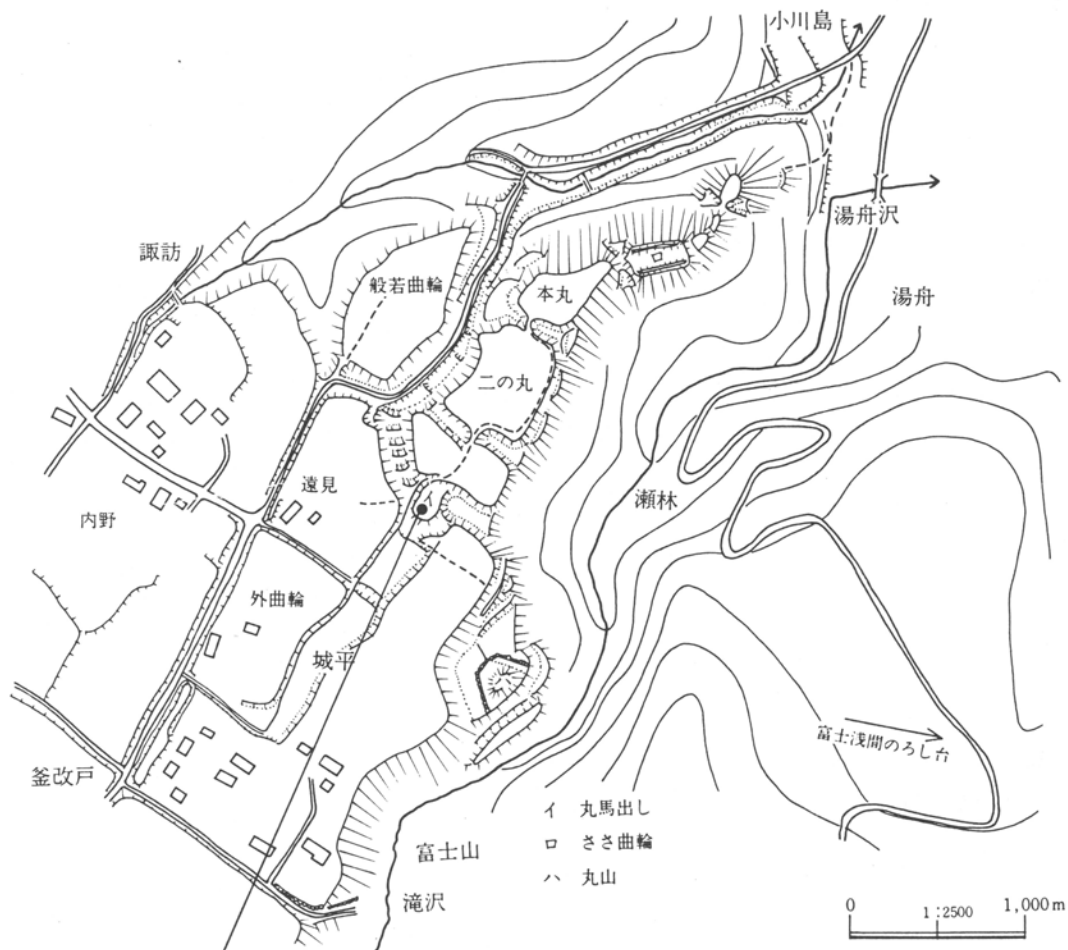 小川島
湯舟沢
諏訪
般若曲輪
本丸
ロ
湯舟
二の丸
遠見
イ
瀬林
内野
外曲輪
城平
ハ
富士浅間のろし台
釜改戸
イ 丸馬出し
ロ ささ曲輪
ハ 丸山
富士山
滝沢
0 1:2500 1,000m